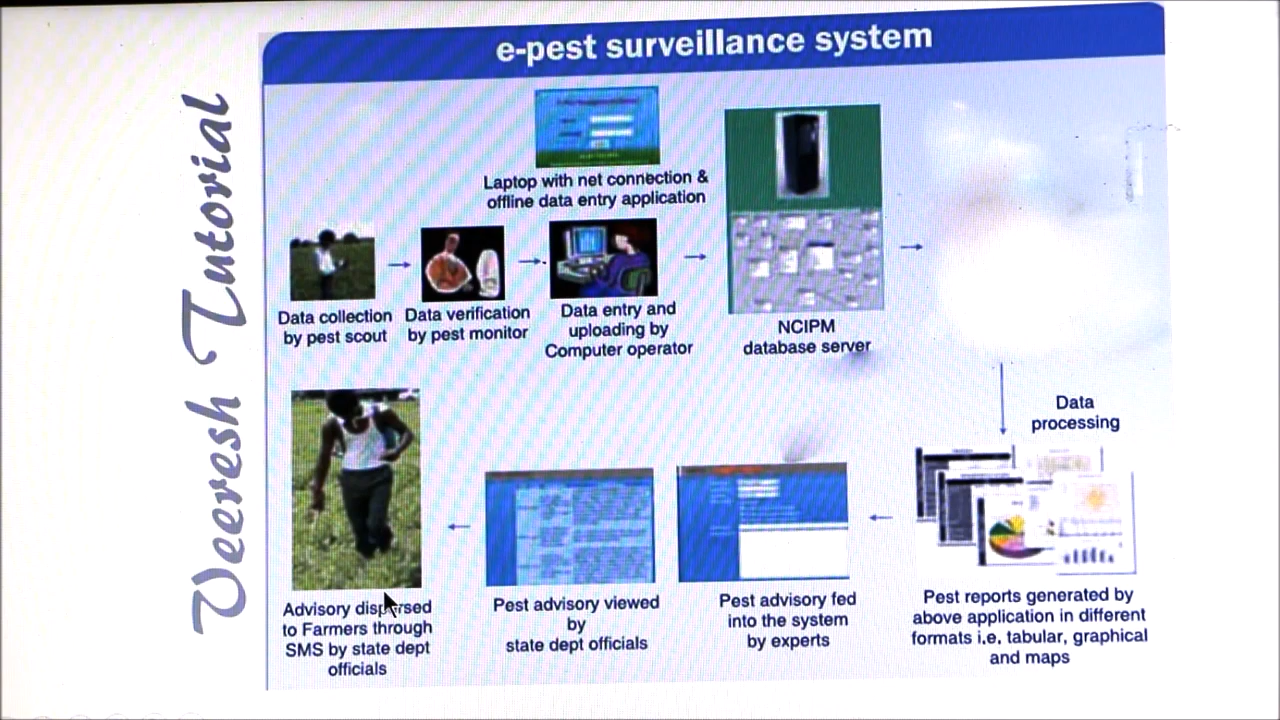 e-pest surveillance system
Veeresh Tutorial
Laptop with net connection &
offline data entry application
Data collection
by pest scout
Data verification
by pest monitor
Data entry and
uploading by
Computer operator
NCIPM
database server
Data
processing
Pest reports generated by
above application in different
formats i.e, tabular, graphical
and maps
Pest advisory fed
into the system
by experts
Pest advisory viewed
by
state dept officials
Advisory dispersed
to Farmers through
SMS by state dept
officials